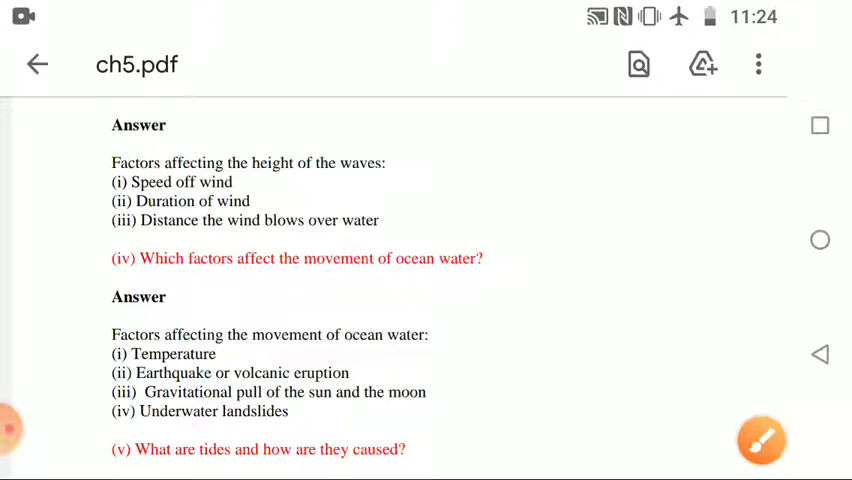 11:24
ch5.pdf
Answer
Factors affecting the height of the waves:
(i) Speed off wind
(ii) Duration of wind
(iii) Distance the wind blows over water
(iv) Which factors affect the movement of ocean water?
Answer
Factors affecting the movement of ocean water:
(i) Temperature
(ii) Earthquake or volcanic eruption
(iii) Gravitational pull of the sun and the moon
(iv) Underwater landslides
(v) What are tides and how are they caused?